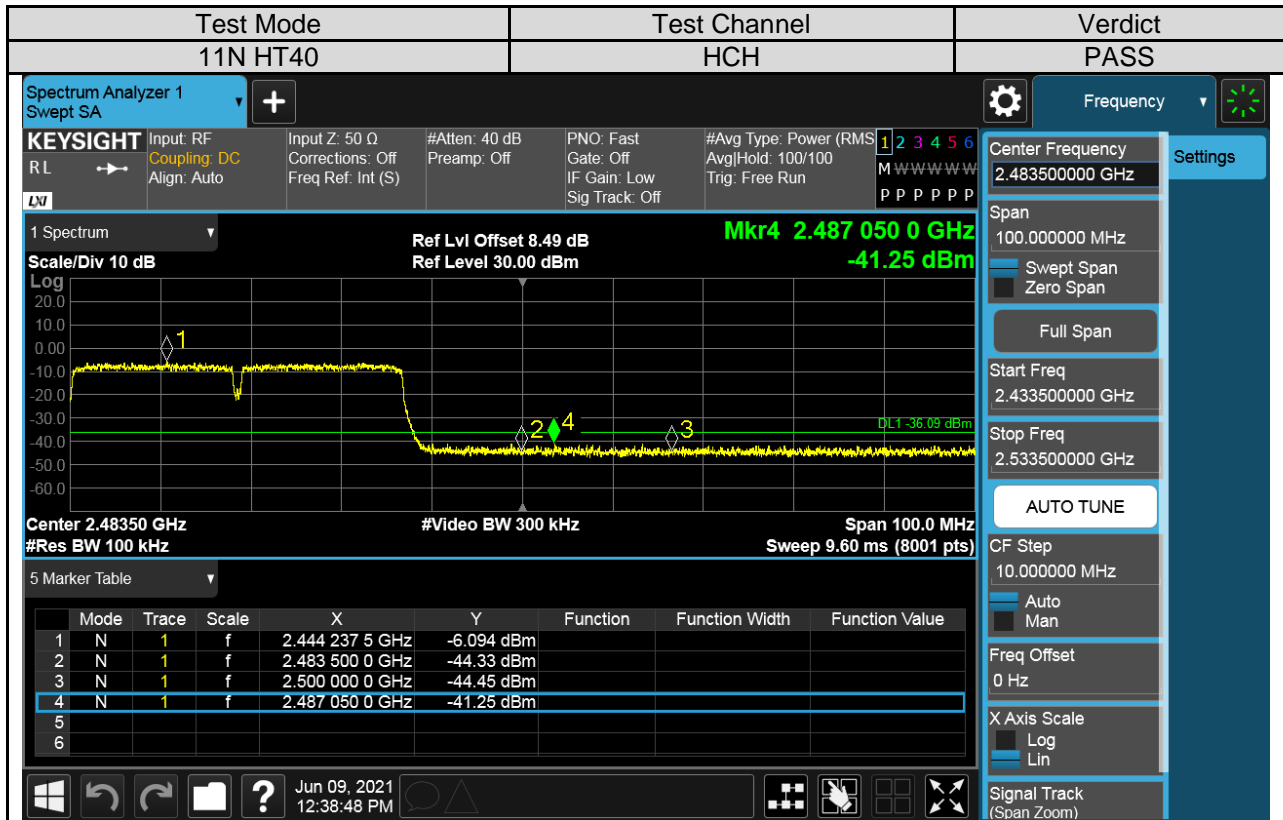 Test Mode Test Channel Verdict
11N HT40 HCH PASS
Spectrum Analyzer 1
Swept SA
+
Frequency
KEYSIGHT
RL
LXI
Input: RF
Coupling: DC
Align: Auto
Input Z: 50 Ω
Corrections: Off
Freq Ref: Int (S)
#Atten: 40 dB
Preamp: Off
PNO: Fast
Gate: Off
IF Gain: Low
Sig Track: Off
#Avg Type: Power (RMS
Avg|Hold: 100/100
Trig: Free Run
1 2 3 4 5 6
M W W W W W
P P P P P P
1 Spectrum
Scale/Div 10 dB
Ref Lvl Offset 8.49 dB
Ref Level 30.00 dBm
Mkr4 2.487 050 0 GHz
-41.25 dBm
Log
20.0
10.0
0.00
-10.0
-20.0
-30.0
-40.0
-50.0
-60.0
1
2
4
3
DL1 -36.09 dBm
Center 2.48350 GHz #Video BW 300 kHz Span 100.0 MHz
#Res BW 100 kHz Sweep 9.60 ms (8001 pts)
5 Marker Table
Mode Trace Scale X Y Function Function Width Function Value
1 N 1 f 2.444 237 5 GHz -6.094 dBm
2 N 1 f 2.483 500 0 GHz -44.33 dBm
3 N 1 f 2.500 000 0 GHz -44.45 dBm
4 N 1 f 2.487 050 0 GHz -41.25 dBm
5
6
?
Jun 09, 2021
12:38:48 PM
Center Frequency
2.483500000 GHz
Settings
Span
100.000000 MHz
Swept Span
Zero Span
Full Span
Start Freq
2.433500000 GHz
Stop Freq
2.533500000 GHz
AUTO TUNE
CF Step
10.000000 MHz
Auto
Man
Freq Offset
0 Hz
X Axis Scale
Log
Lin
Signal Track
(Span Zoom)